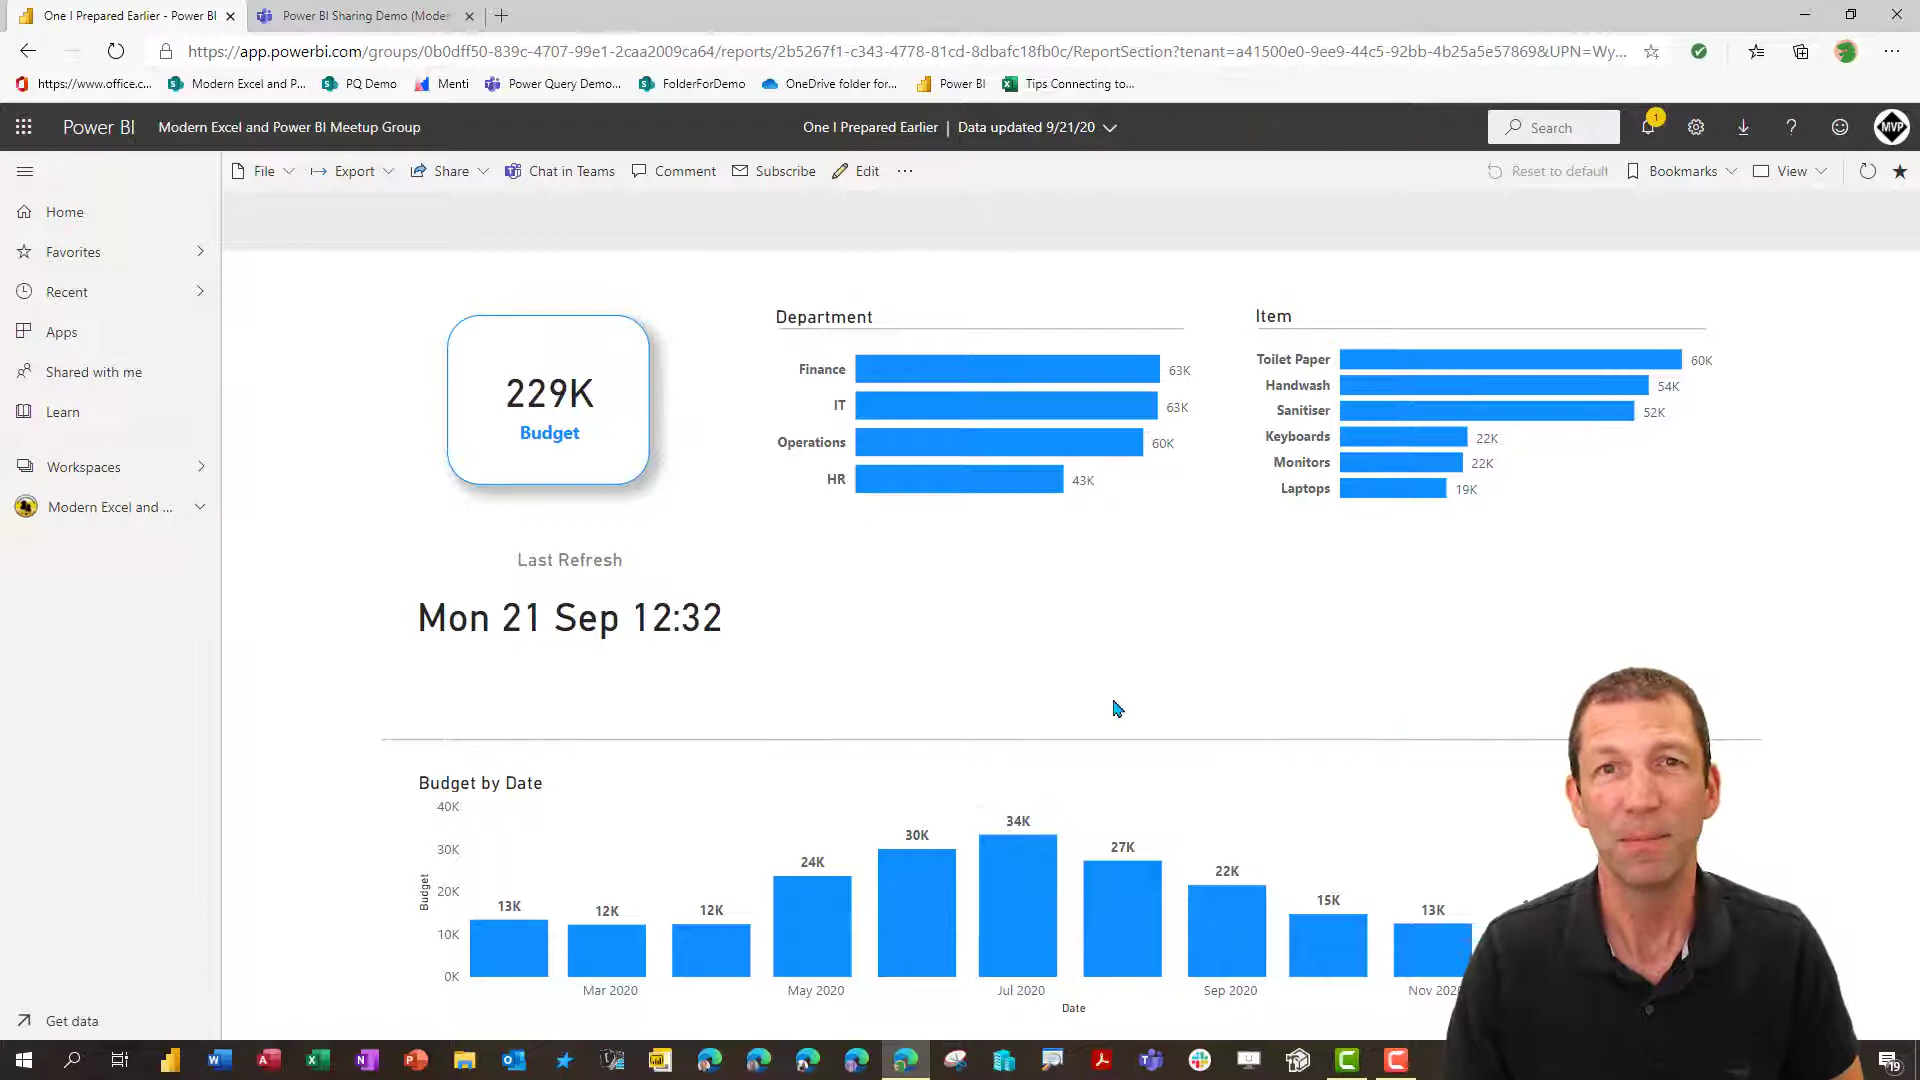 One I Prepared Earlier - Power BI
Power BI Sharing Demo (Moder
https://app.powerbi.com/groups/0b0dff50-839c-4707-99e1-2caa2009ca64/reports/2b5267f1-c343-4778-81cd-8dbafc18fb0c/ReportSection?tenant=a41500e0-9ee9-44c5-92bb-4b25a5e57869&UPN=Wy...
https://www.office.c... Modern Excel and P... PQ Demo Menti Power Query Demo... FolderForDemo OneDrive folder for... Power BI Tips Connecting to...
Power BI Modern Excel and Power BI Meetup Group One I Prepared Earlier | Data updated 9/21/20 Search 1 ? MVP
File Export Share Chat in Teams Comment Subscribe Edit ... Reset to default Bookmarks View
Home
Favorites
Recent
Apps
Shared with me
Learn
Workspaces
Modern Excel and ...
Get data
229K
Budget
Last Refresh
Mon 21 Sep 12:32
Department
Finance 63K
IT 63K
Operations 60K
HR 43K
Item
Toilet Paper 60K
Handwash 54K
Sanitiser 52K
Keyboards 22K
Monitors 22K
Laptops 19K
Budget by Date
40K
30K
20K
10K
0K
Budget
13K 12K 12K 24K 30K 34K 27K 22K 15K 13K
Mar 2020 May 2020 Jul 2020 Sep 2020 Nov 2020
Date
19